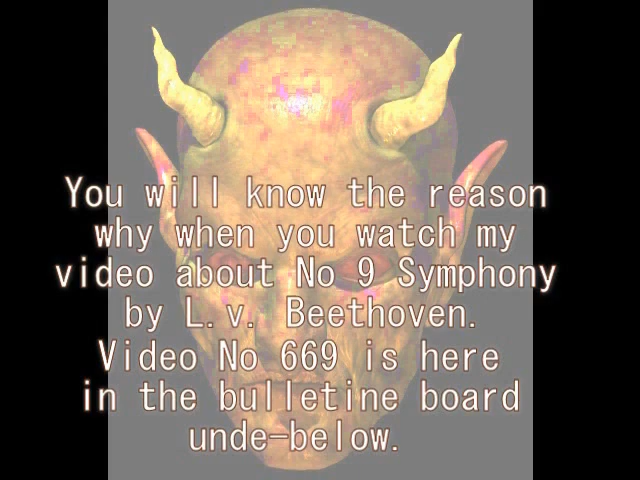 You will know the reason
why when you watch my
video about No 9 Symphony
by L.v. Beethoven.
Video No 669 is here
in the bulletine board
unde-below.